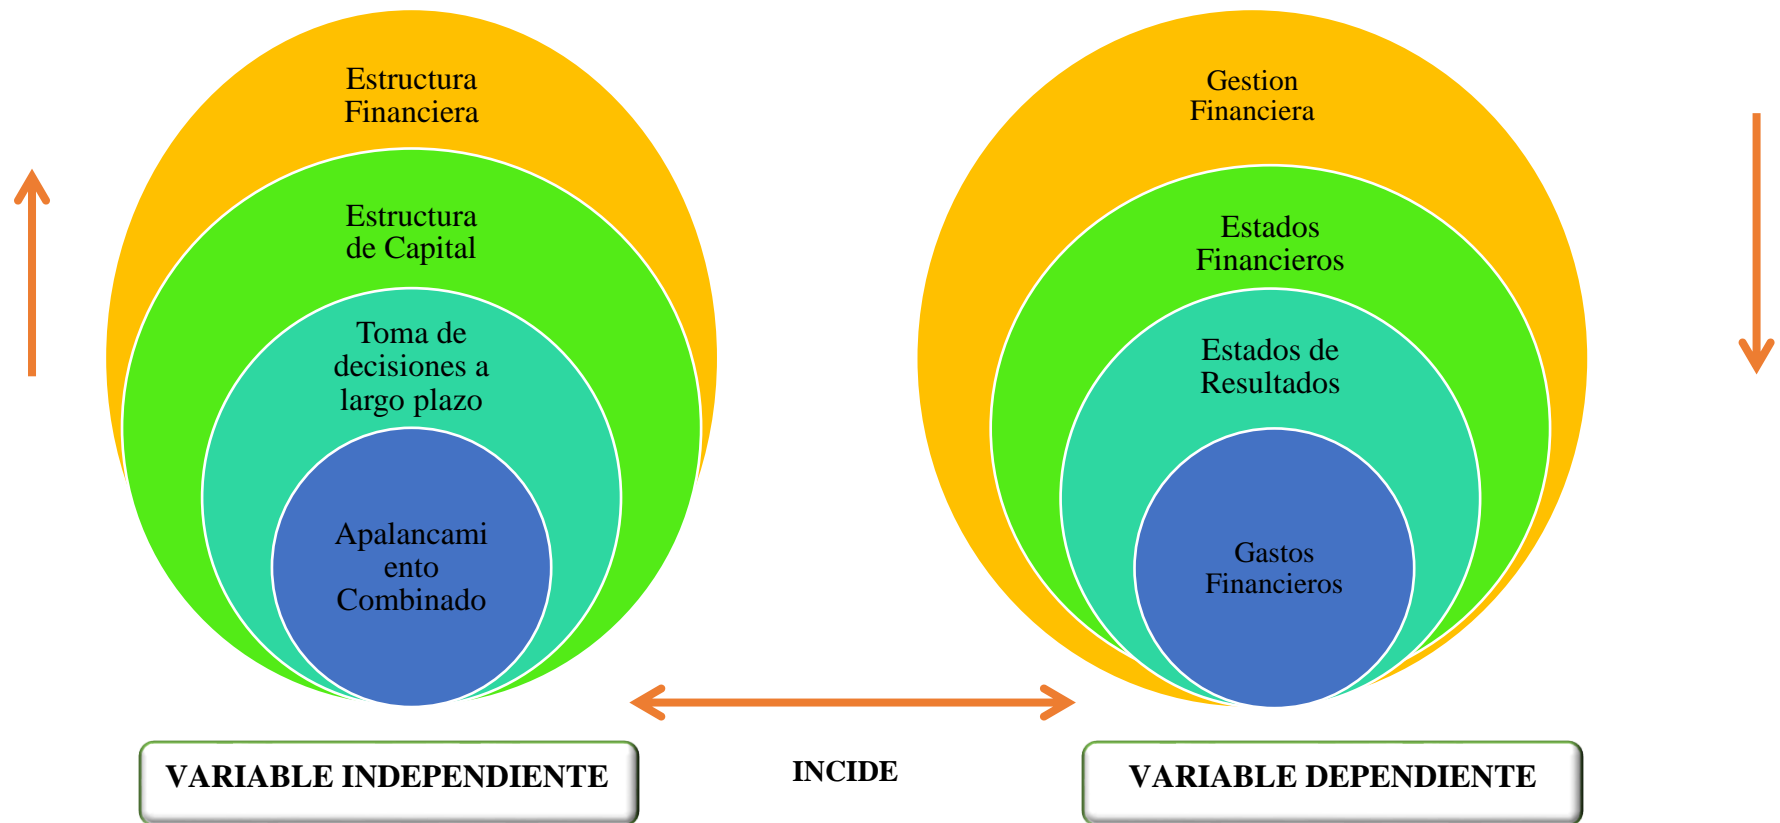 Estructura
Financiera
Estructura
de Capital
Toma de
decisiones a
largo plazo
Apalancami
ento
Combinado
Gestion
Financiera
Estados
Financieros
Estados de
Resultados
Gastos
Financieros
VARIABLE INDEPENDIENTE
INCIDE
VARIABLE DEPENDIENTE